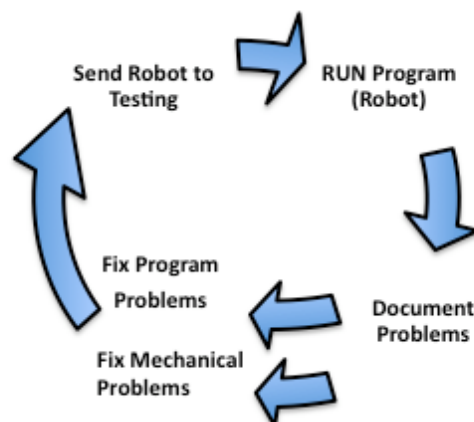 Send Robot to
Testing
RUN Program
(Robot)
Document
Problems
Fix Program
Problems
Fix Mechanical
Problems